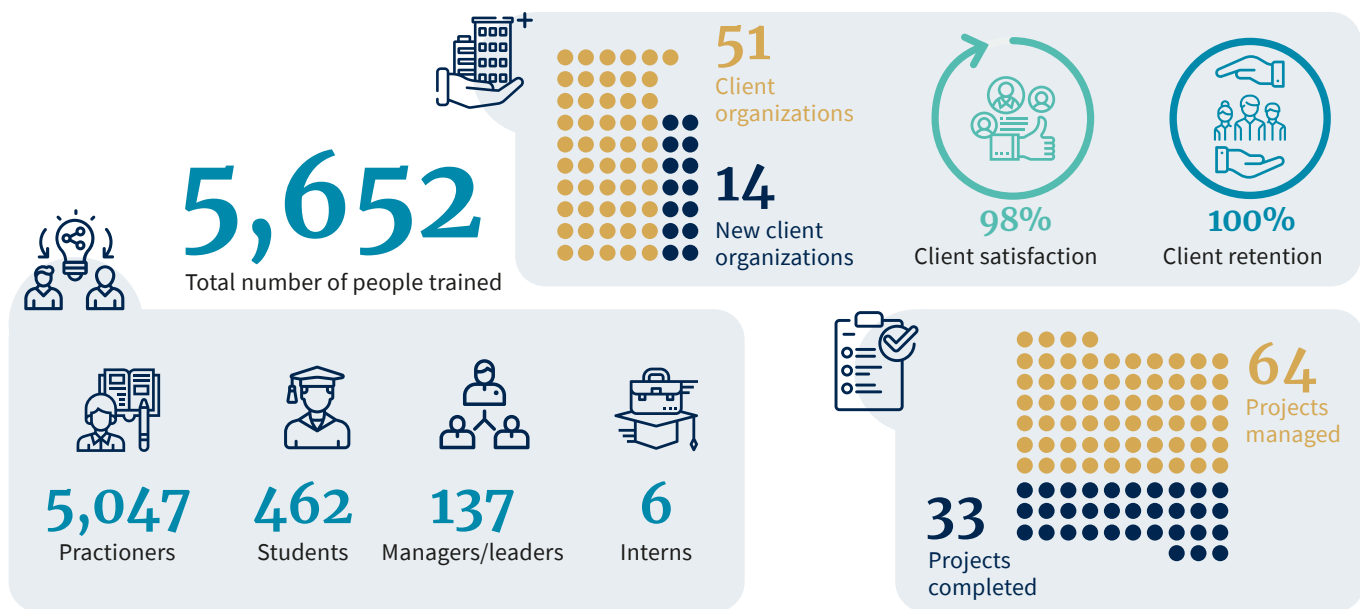 51
Client
organizations
14
New client
organizations
98%
Client satisfaction
100%
Client retention
5,652
Total number of people trained
5,047
Practioners
462
Students
137
Managers/leaders
6
Interns
64
Projects
managed
33
Projects
completed